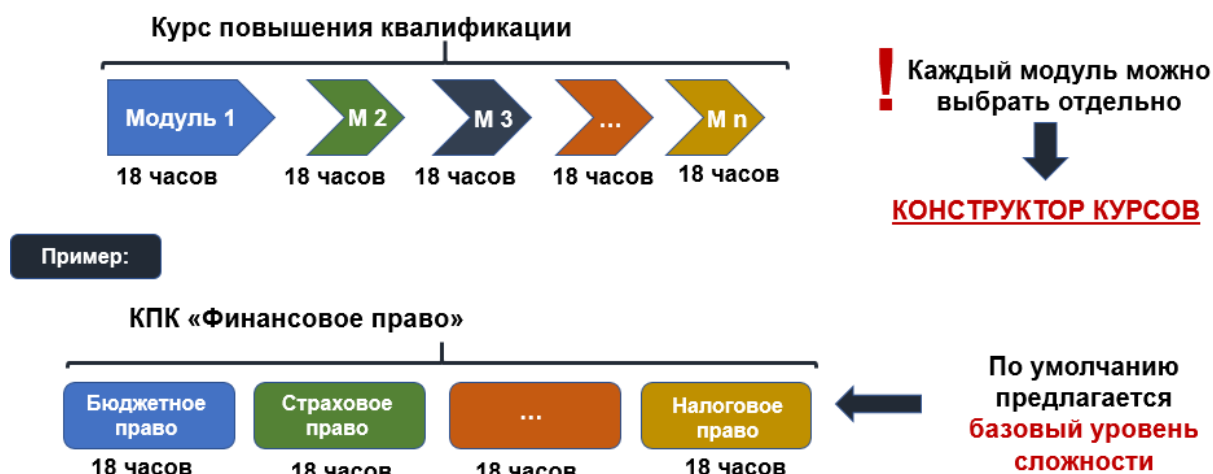 Курс повышения квалификации
Модуль 1
М 2
М 3
...
М n
18 часов
18 часов
18 часов
18 часов
18 часов
!
Каждый модуль можно
выбрать отдельно
КОНСТРУКТОР КУРСОВ
Пример:
КПК «Финансовое право»
Бюджетное
право
Страховое
право
...
Налоговое
право
18 часов
18 часов
18 часов
18 часов
По умолчанию
предлагается
базовый уровень
сложности